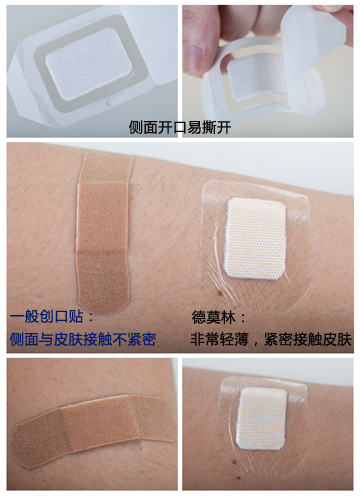 侧面开口易撕开
一般创口贴：
侧面与皮肤接触不紧密
德莫林：
非常轻薄，紧密接触皮肤